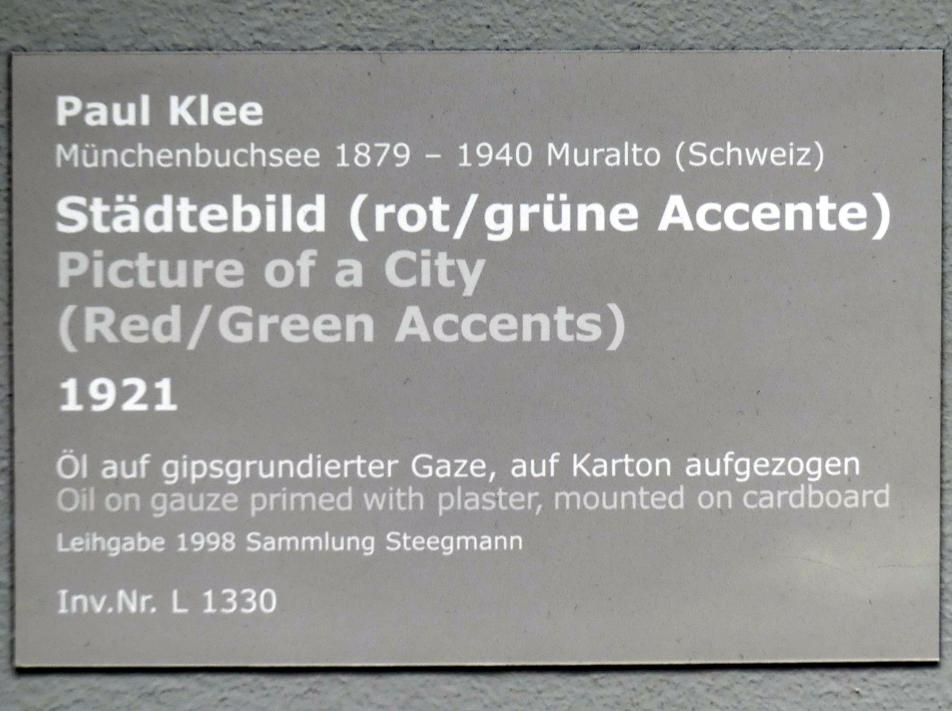 Paul Klee
Münchenbuchsee 1879 – 1940 Muralto (Schweiz)
Städtebild (rot/grüne Accente)
Picture of a City
(Red/Green Accents)
1921
Öl auf gipsgrundierter Gaze, auf Karton aufgezogen
Oil on gauze primed with plaster, mounted on cardboard
Leihgabe 1998 Sammlung Steegmann
Inv.Nr. L 1330